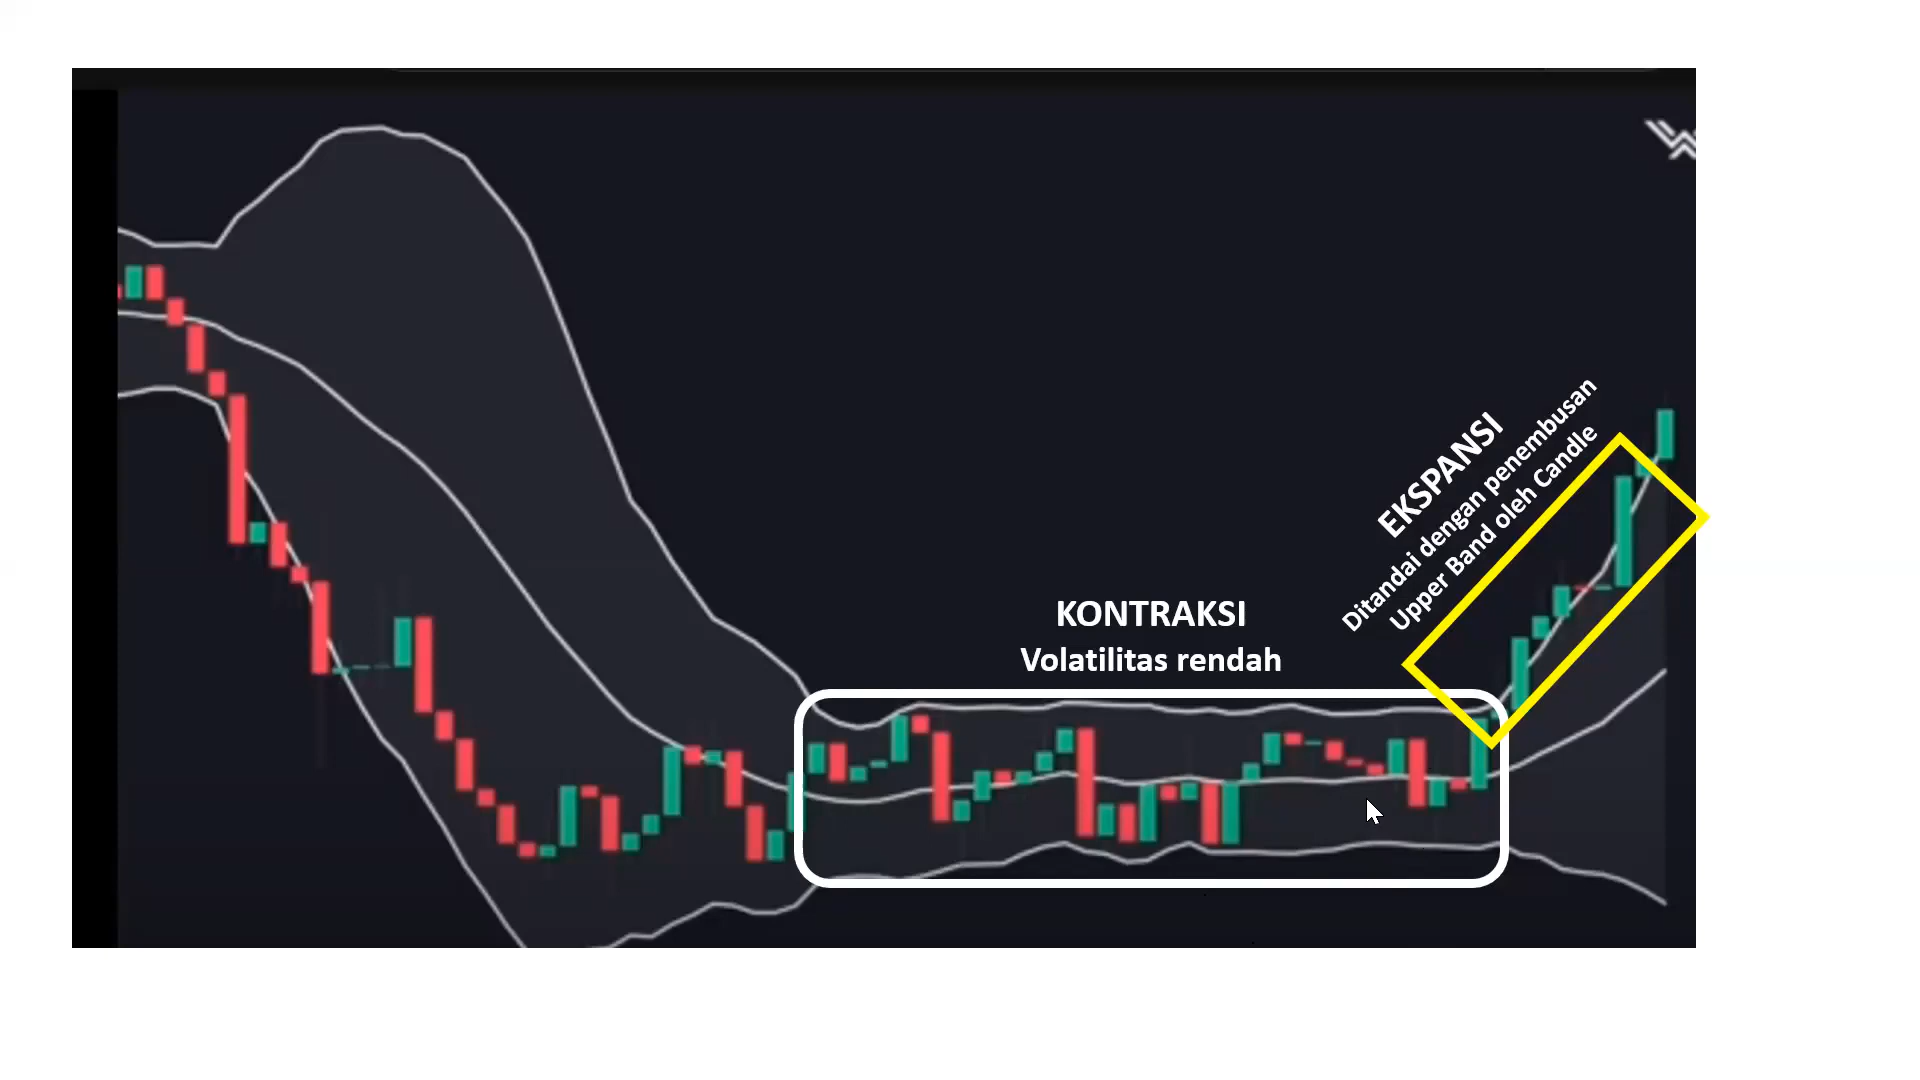 EKSPANSI
Ditandai dengan penembusan
Upper Band oleh Candle
KONTRAKSI
Volatilitas rendah